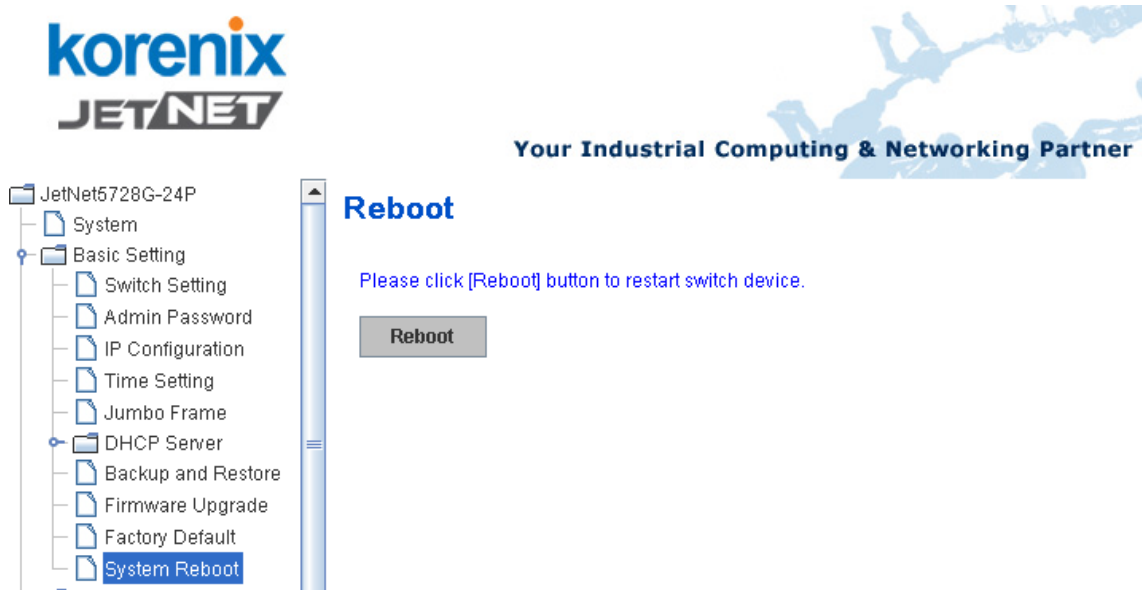 korenix
JETNET
Your Industrial Computing & Networking Partner
JetNet5728G-24P
System
Basic Setting
Switch Setting
Admin Password
IP Configuration
Time Setting
Jumbo Frame
DHCP Server
Backup and Restore
Firmware Upgrade
Factory Default
System Reboot
Reboot
Please click [Reboot] button to restart switch device.
Reboot